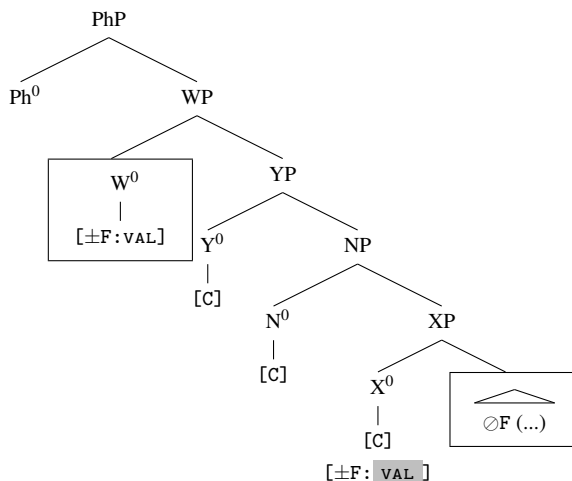 PhP
Ph⁰ WP
W⁰ YP
[±F:VAL] Y⁰ NP
[C] N⁰ XP
[C] X⁰
[C] ⊘F (...)
[±F: VAL ]